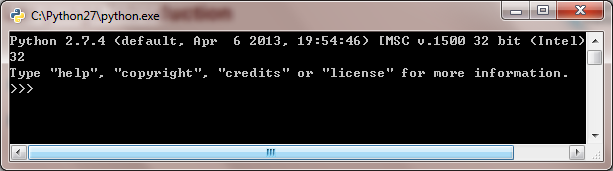 uction
C:\Python27\python.exe
Python 2.7.4 (default, Apr  6 2013, 19:54:46) [MSC v.1500 32 bit (Intel)
32
Type "help", "copyright", "credits" or "license" for more information.
>>>